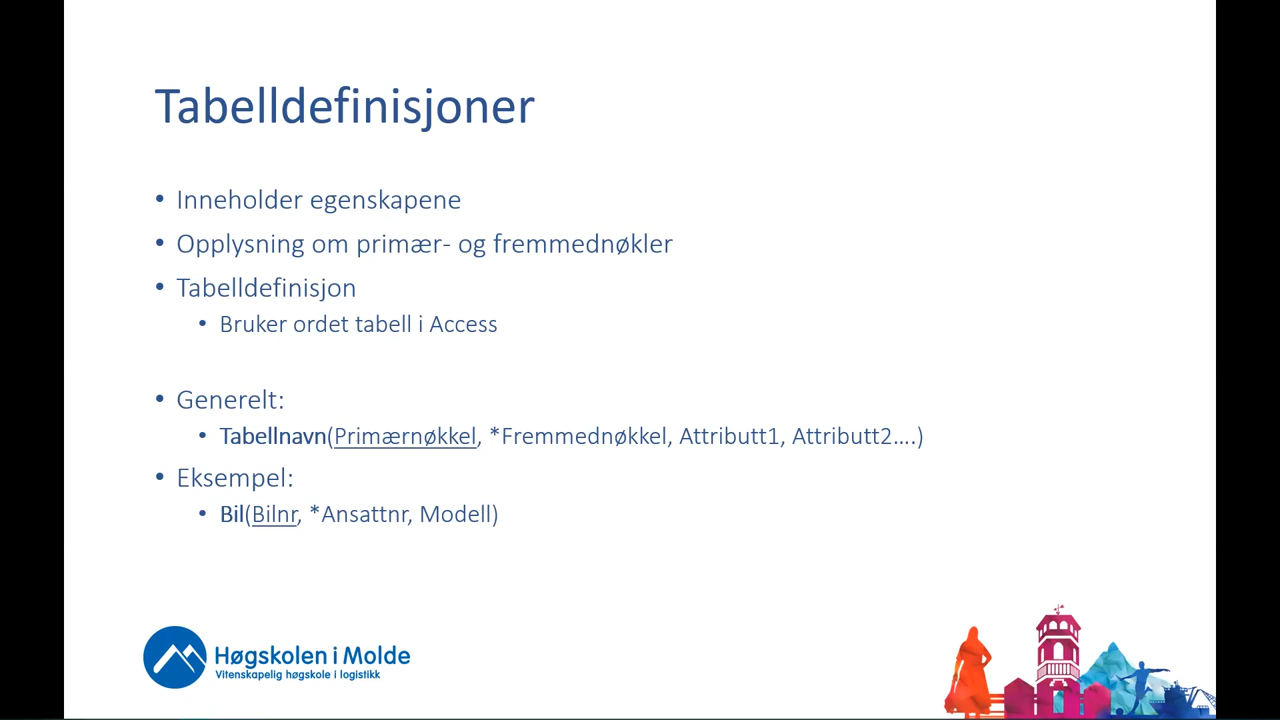 Tabelldefinisjoner
• Inneholder egenskapene
• Opplysning om primær- og fremmednøkler
• Tabelldefinisjon
• Bruker ordet tabell i Access
• Generelt:
• Tabellnavn(Primærnøkkel, *Fremmednøkkel, Attributt1, Attributt2….)
• Eksempel:
• Bil(Bilnr, *Ansattnr, Modell)
Høgskolen i Molde
Vitenskapelig høgskole i logistikk